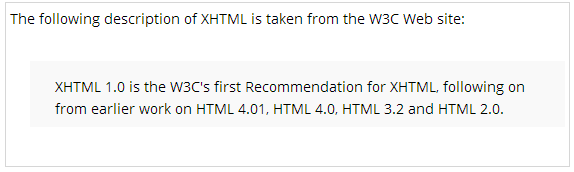 The following description of XHTML is taken from the W3C Web site:
XHTML 1.0 is the W3C's first Recommendation for XHTML, following on
from earlier work on HTML 4.01, HTML 4.0, HTML 3.2 and HTML 2.0.